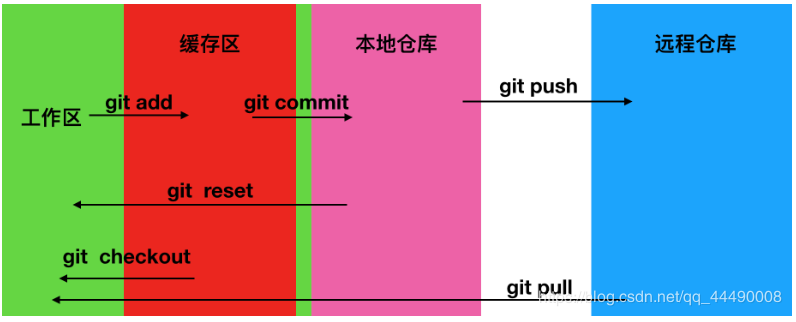 缓存区
本地仓库
远程仓库
git push
git add
git commit
工作区
git reset
git checkout
git pull
https://blog.csdn.net/qq_44490008